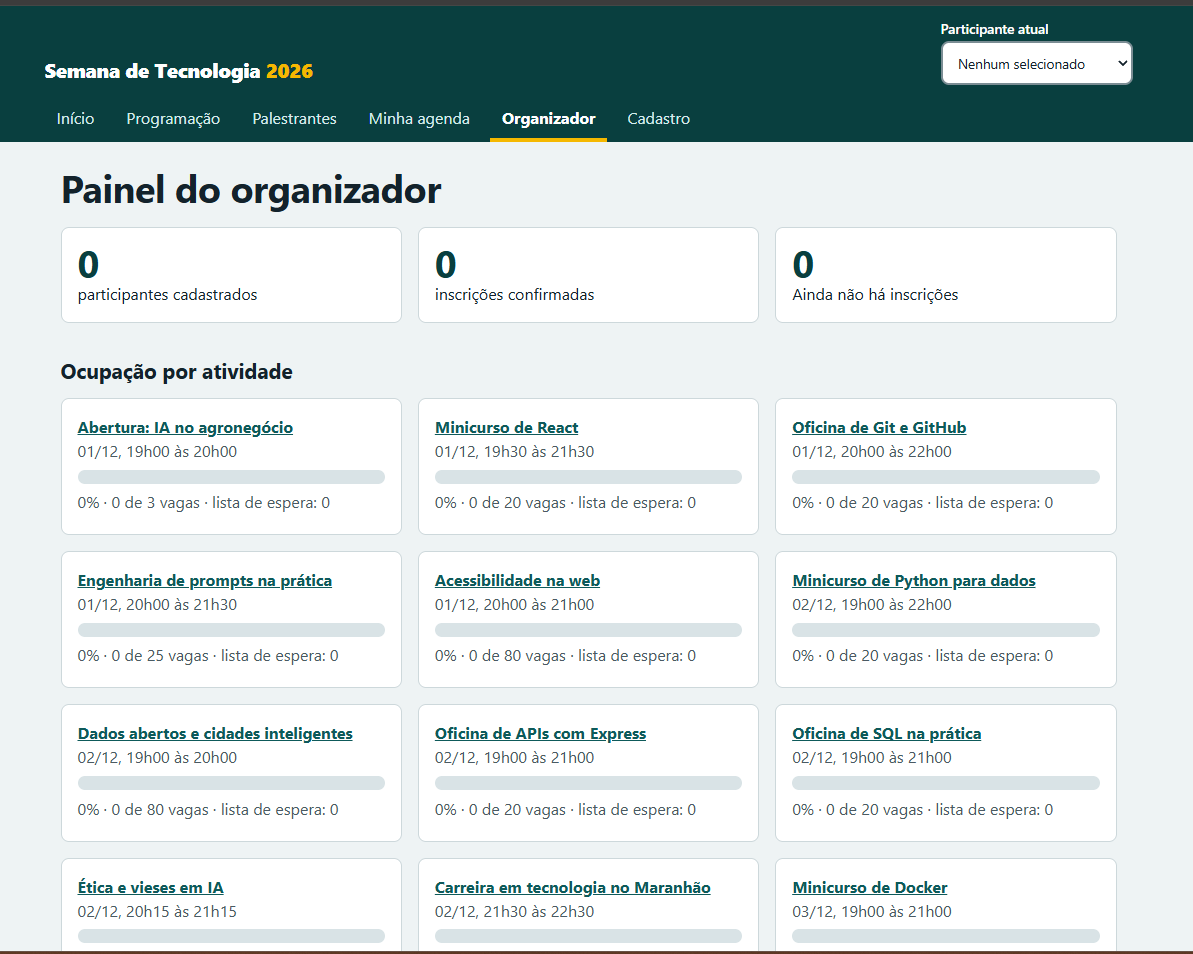 Participante atual
Semana de Tecnologia 2026
Nenhum selecionado
Início Programação Palestrantes Minha agenda Organizador Cadastro
Painel do organizador
0
participantes cadastrados
0
inscrições confirmadas
0
Ainda não há inscrições
Ocupação por atividade
Abertura: IA no agronegócio
01/12, 19h00 às 20h00
0% · 0 de 3 vagas · lista de espera: 0
Minicurso de React
01/12, 19h30 às 21h30
0% · 0 de 20 vagas · lista de espera: 0
Oficina de Git e GitHub
01/12, 20h00 às 22h00
0% · 0 de 20 vagas · lista de espera: 0
Engenharia de prompts na prática
01/12, 20h00 às 21h30
0% · 0 de 25 vagas · lista de espera: 0
Acessibilidade na web
01/12, 20h00 às 21h00
0% · 0 de 80 vagas · lista de espera: 0
Minicurso de Python para dados
02/12, 19h00 às 22h00
0% · 0 de 20 vagas · lista de espera: 0
Dados abertos e cidades inteligentes
02/12, 19h00 às 20h00
0% · 0 de 80 vagas · lista de espera: 0
Oficina de APIs com Express
02/12, 19h00 às 21h00
0% · 0 de 20 vagas · lista de espera: 0
Oficina de SQL na prática
02/12, 19h00 às 21h00
0% · 0 de 20 vagas · lista de espera: 0
Ética e vieses em IA
02/12, 20h15 às 21h15
Carreira em tecnologia no Maranhão
02/12, 21h30 às 22h30
Minicurso de Docker
03/12, 19h00 às 21h00